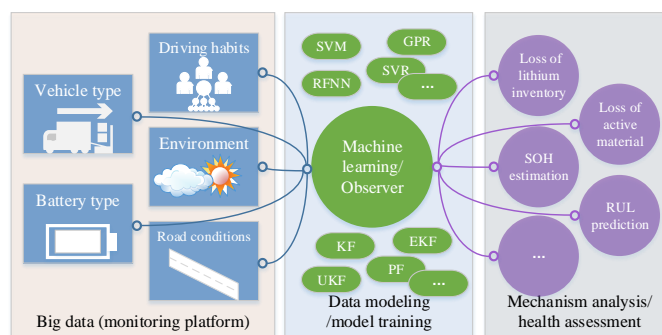 Driving habits
Vehicle type
Environment
Battery type
Road conditions
Big data (monitoring platform)
SVM
GPR
RFNN
SVR
...
Machine
learning/
Observer
KF
EKF
UKF
PF
...
Data modeling
/model training
Loss of
lithium
inventory
Loss of
active
material
SOH
estimation
RUL
prediction
...
Mechanism analysis/
health assessment